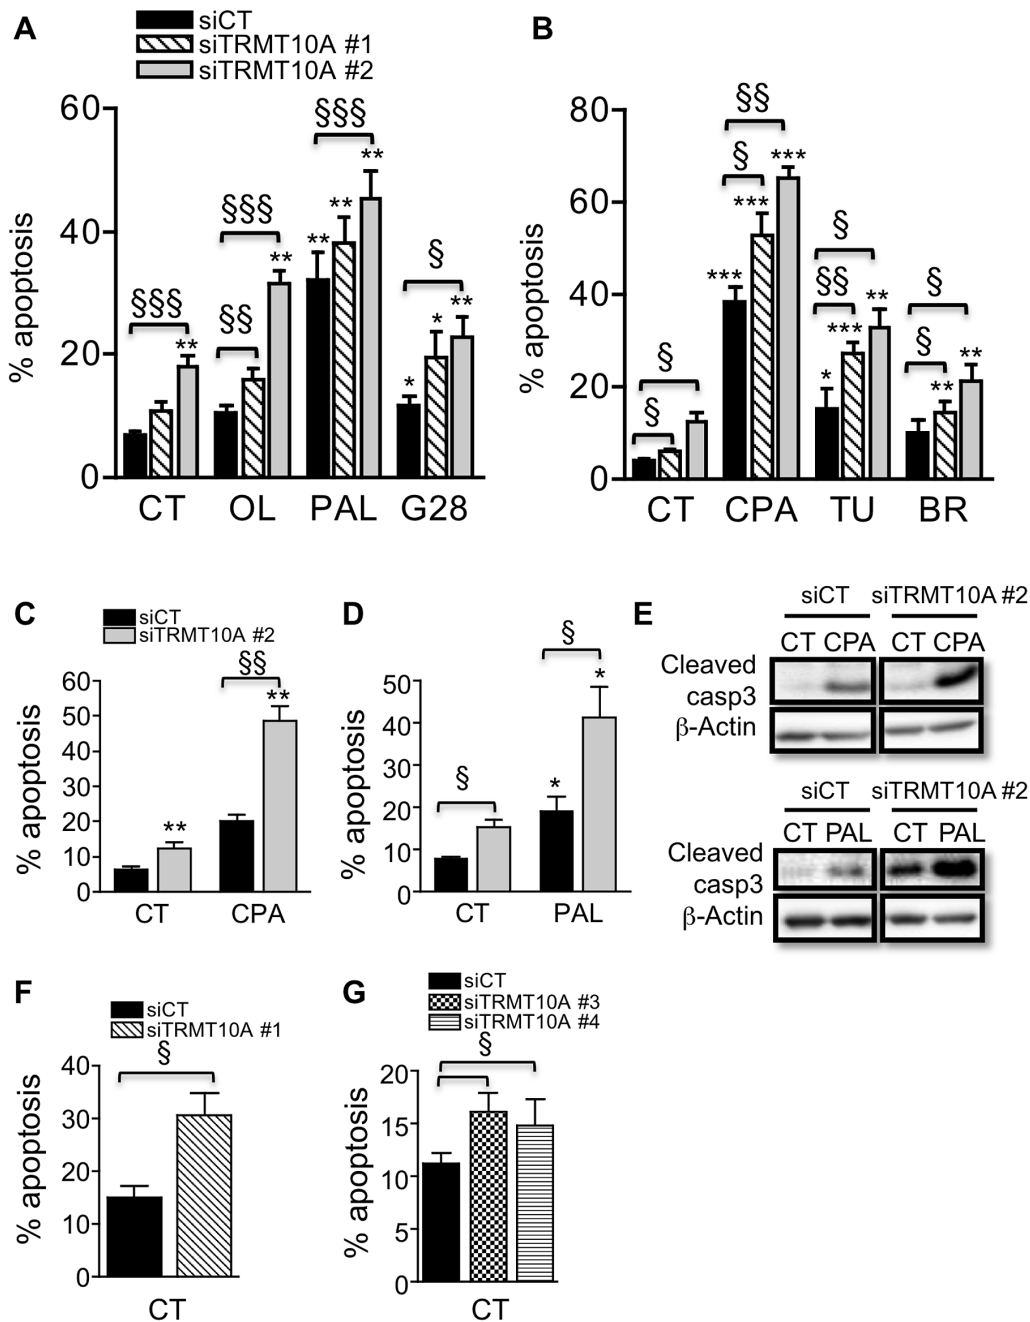 A
siCT
siTRMT10A #1
siTRMT10A #2
% apoptosis
60
40
20
0
§§§
**
§§
§§§
**
**
**
§§§
**
*
*
**
§
CT OL PAL G28
B
% apoptosis
80
60
40
20
0
§
§
***
***
***
§
§§
*
***
**
§§
§
**
**
§
§
CT CPA TU BR
C
siCT
siTRMT10A #2
% apoptosis
60
50
40
30
20
10
0
**
**
§§
CT CPA
D
% apoptosis
50
40
30
20
10
0
§
*
*
§
CT PAL
E
siCT siTRMT10A #2
CT CPA CT CPA
Cleaved
casp3
β-Actin
siCT siTRMT10A #2
CT PAL CT PAL
Cleaved
casp3
β-Actin
F
siCT
siTRMT10A #1
% apoptosis
40
30
20
10
0
§
CT
G
siCT
siTRMT10A #3
siTRMT10A #4
% apoptosis
20
15
10
5
0
§
CT